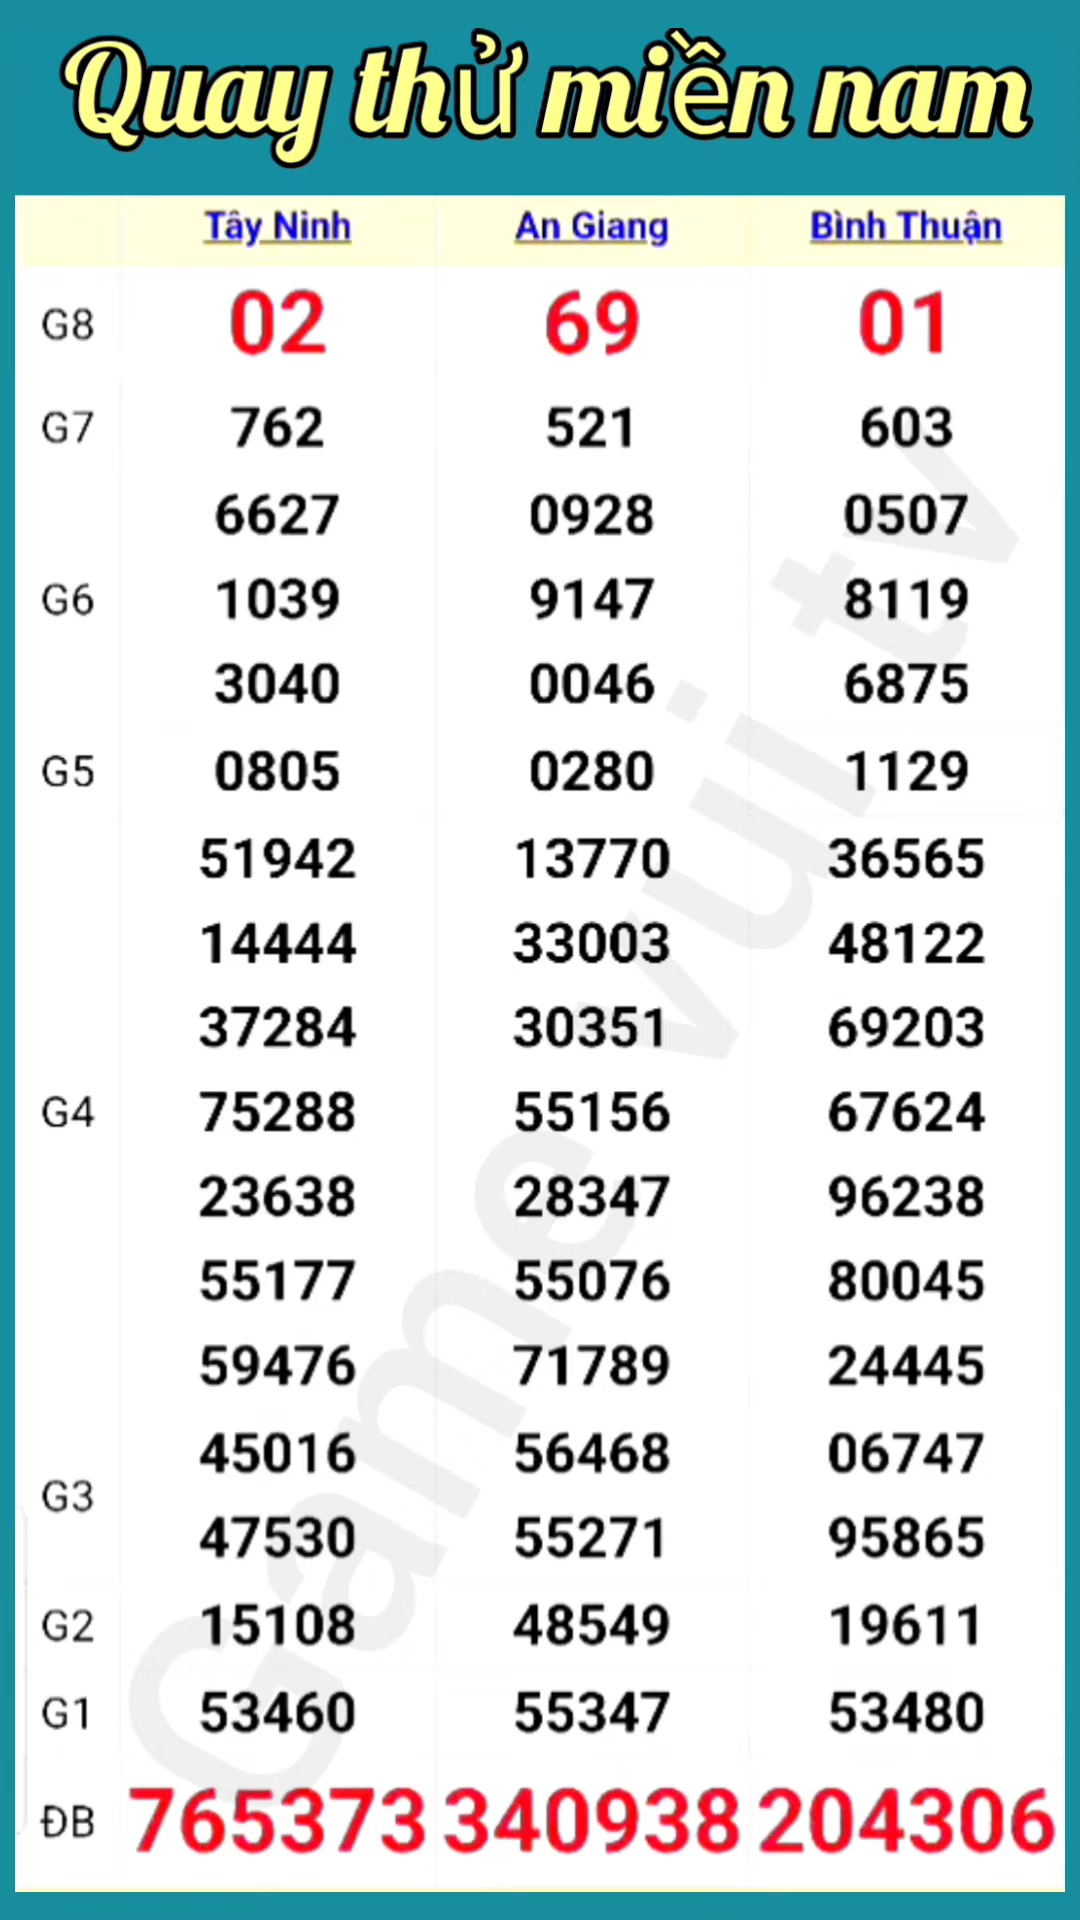 Quay thử miền nam
Tây Ninh An Giang Bình Thuận
G8 02 69 01
G7 762 521 603
6627 0928 0507
G6 1039 9147 8119
3040 0046 6875
G5 0805 0280 1129
51942 13770 36565
14444 33003 48122
37284 30351 69203
G4 75288 55156 67624
23638 28347 96238
55177 55076 80045
59476 71789 24445
G3 45016 56468 06747
47530 55271 95865
G2 15108 48549 19611
G1 53460 55347 53480
ĐB 765373 340938 204306
Game vui tv